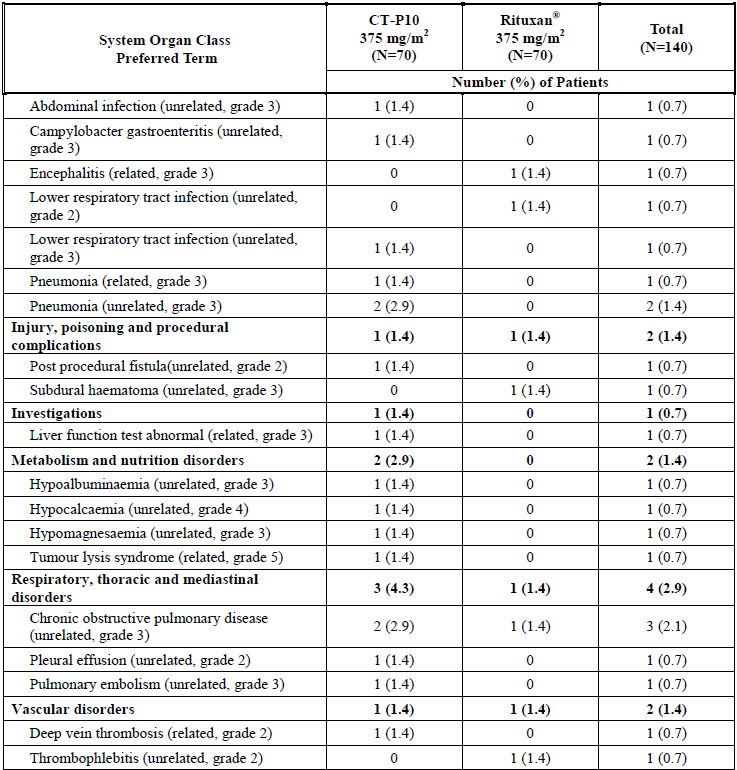 System Organ Class
Preferred Term
CT-P10
375 mg/m²
(N=70)
Rituxan®
375 mg/m²
(N=70)
Total
(N=140)
Number (%) of Patients
Abdominal infection (unrelated, grade 3) 1 (1.4) 0 1 (0.7)
Campylobacter gastroenteritis (unrelated,
grade 3) 1 (1.4) 0 1 (0.7)
Encephalitis (related, grade 3) 0 1 (1.4) 1 (0.7)
Lower respiratory tract infection (unrelated,
grade 2) 0 1 (1.4) 1 (0.7)
Lower respiratory tract infection (unrelated,
grade 3) 1 (1.4) 0 1 (0.7)
Pneumonia (related, grade 3) 1 (1.4) 0 1 (0.7)
Pneumonia (unrelated, grade 3) 2 (2.9) 0 2 (1.4)
Injury, poisoning and procedural
complications 1 (1.4) 1 (1.4) 2 (1.4)
Post procedural fistula(unrelated, grade 2) 1 (1.4) 0 1 (0.7)
Subdural haematoma (unrelated, grade 3) 0 1 (1.4) 1 (0.7)
Investigations 1 (1.4) 0 1 (0.7)
Liver function test abnormal (related, grade 3) 1 (1.4) 0 1 (0.7)
Metabolism and nutrition disorders 2 (2.9) 0 2 (1.4)
Hypoalbuminaemia (unrelated, grade 3) 1 (1.4) 0 1 (0.7)
Hypocalcaemia (unrelated, grade 4) 1 (1.4) 0 1 (0.7)
Hypomagnesaemia (unrelated, grade 3) 1 (1.4) 0 1 (0.7)
Tumour lysis syndrome (related, grade 5) 1 (1.4) 0 1 (0.7)
Respiratory, thoracic and mediastinal
disorders 3 (4.3) 1 (1.4) 4 (2.9)
Chronic obstructive pulmonary disease
(unrelated, grade 3) 2 (2.9) 1 (1.4) 3 (2.1)
Pleural effusion (unrelated, grade 2) 1 (1.4) 0 1 (0.7)
Pulmonary embolism (unrelated, grade 3) 1 (1.4) 0 1 (0.7)
Vascular disorders 1 (1.4) 1 (1.4) 2 (1.4)
Deep vein thrombosis (related, grade 2) 1 (1.4) 0 1 (0.7)
Thrombophlebitis (unrelated, grade 2) 0 1 (1.4) 1 (0.7)